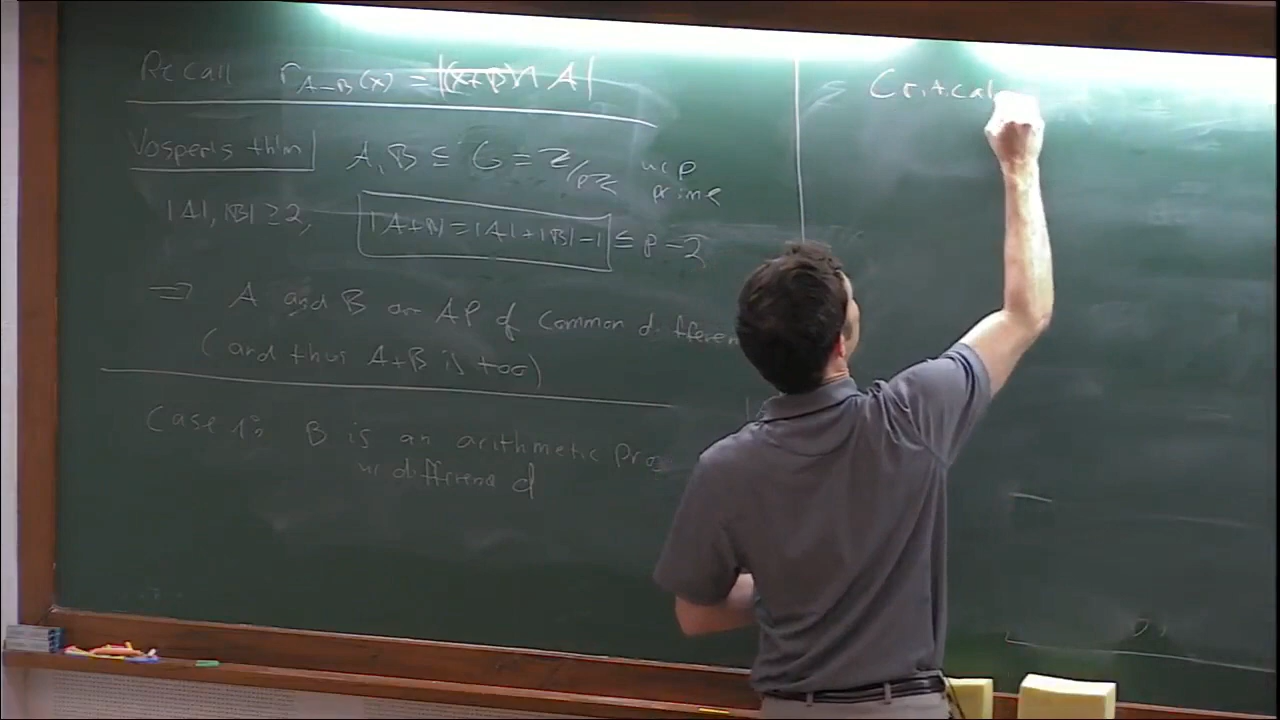 Recall r_{A-B}(x) = |(x+B)∩A|
Vosper's thm A, B ⊆ G = Z/pZ w/ p
prime
|A|, |B| ≥ 2, |A+B| = |A|+|B|-1 ≤ p-2
⇒ A and B are AP of common differen
(and thus A+B is too)
Case 1: B is an arithmetic prog
w/ difference d
Critical